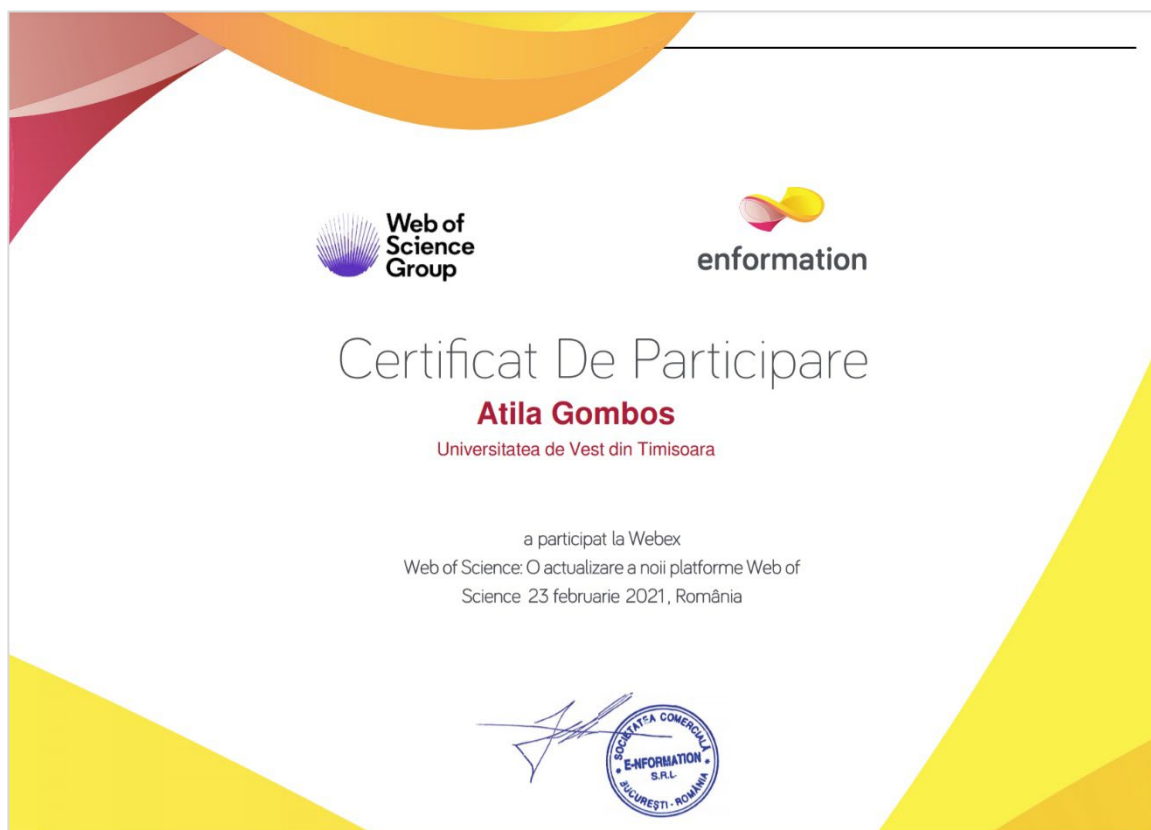 Web of
Science
Group
enformation
Certificat De Participare
Atila Gombos
Universitatea de Vest din Timisoara
a participat la Webex
Web of Science: O actualizare a noii platforme Web of
Science 23 februarie 2021, România
SOCIETATEA COMERCIALĂ
E-NFORMATION
S.R.L.
BUCUREŞTI - ROMÂNIA